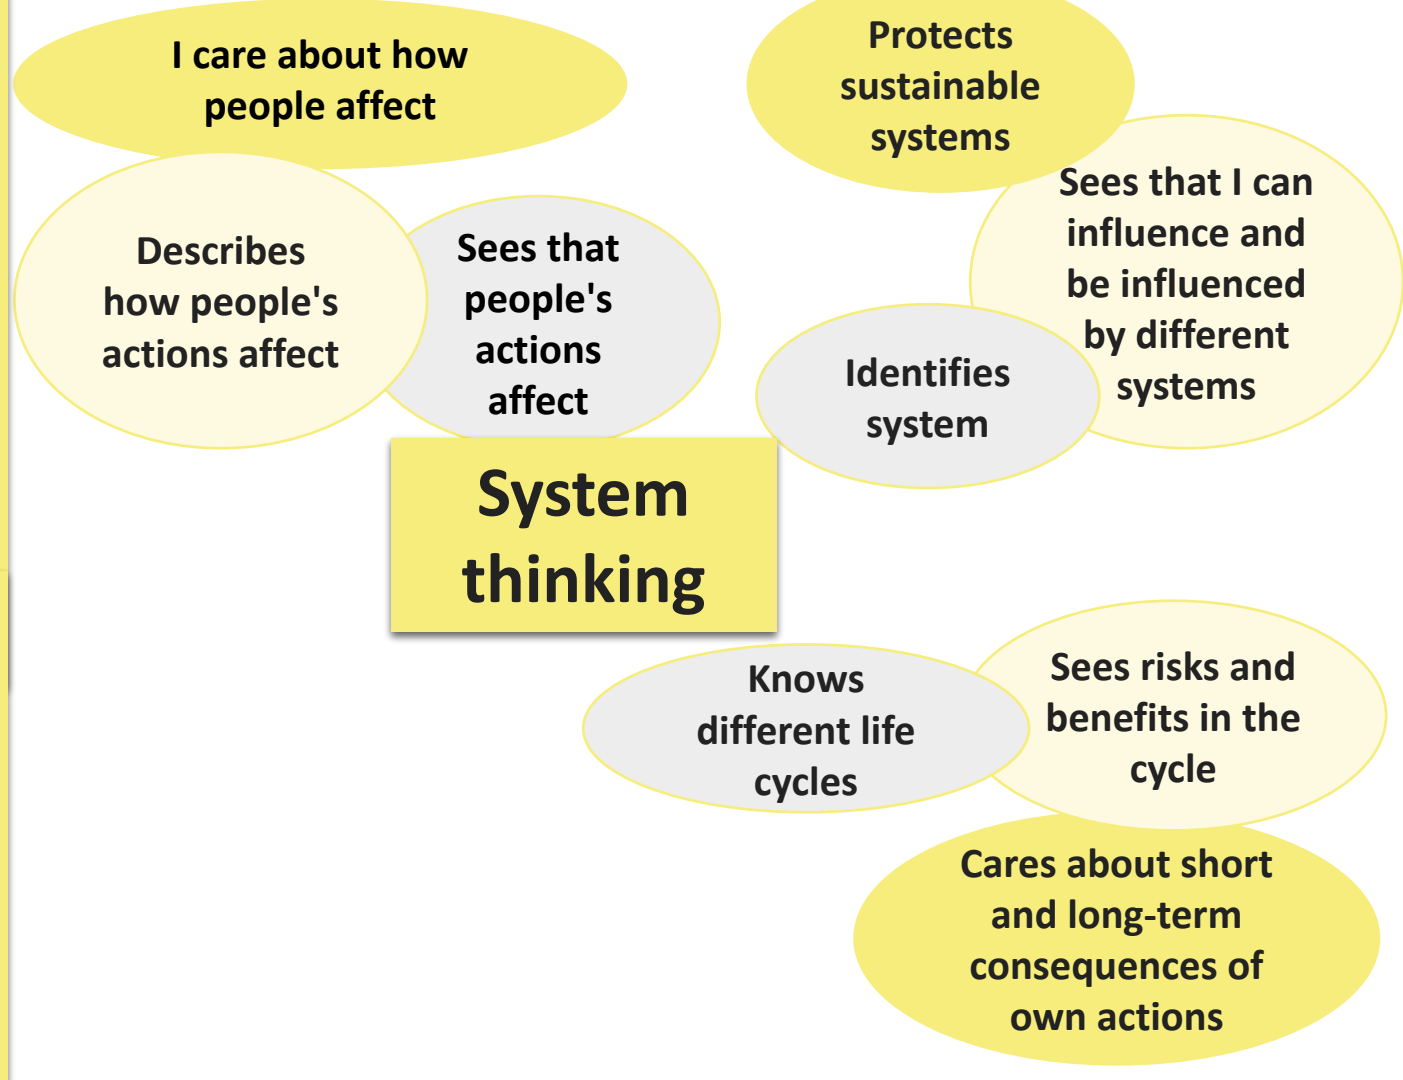 I care about how
people affect
Describes
how people's
actions affect
Sees that
people's
actions
affect
Protects
sustainable
systems
Sees that I can
influence and
be influenced
by different
systems
Identifies
system
System
thinking
Knows
different life
cycles
Sees risks and
benefits in the
cycle
Cares about short
and long-term
consequences of
own actions